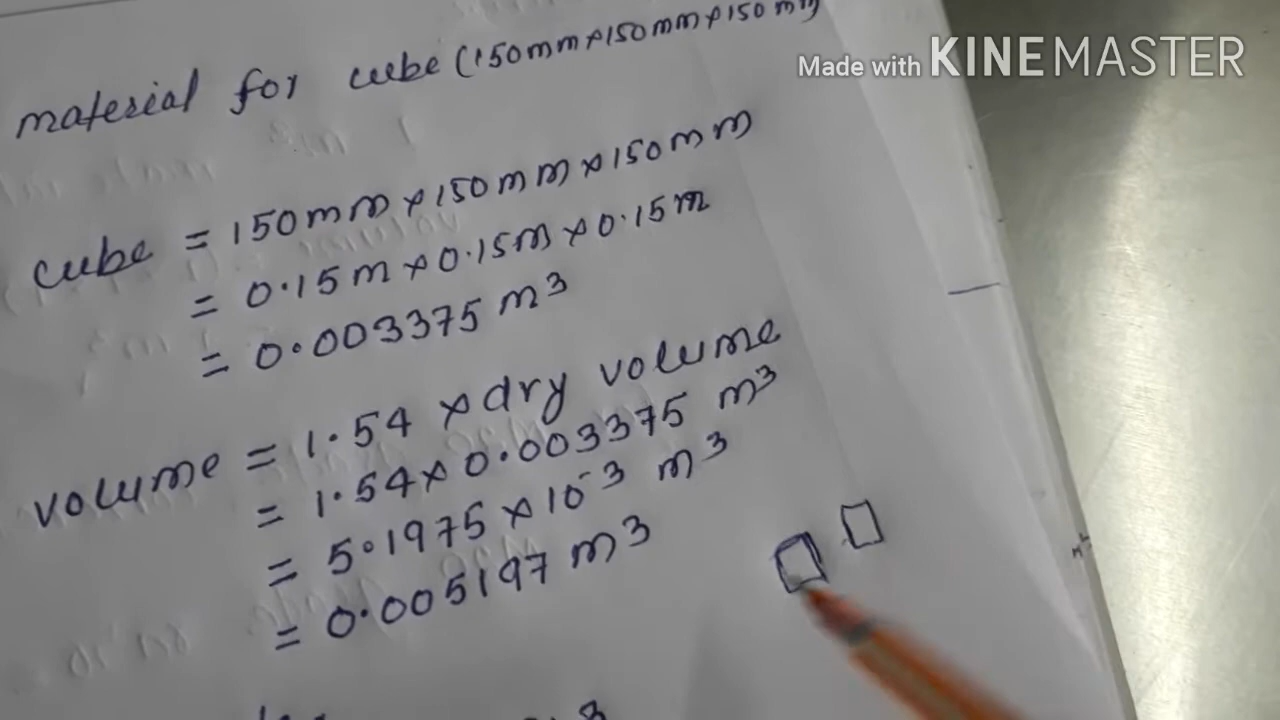 Made with KINEMASTER
material for cube (150mm×150mm×150mm
cube = 150mm×150mm×150mm
= 0.15m×0.15m×0.15m
= 0.003375 m³
volume = 1.54 × dry volume
= 1.54×0.003375 m³
= 5.1975×10⁻³ m³
= 0.005197 m³